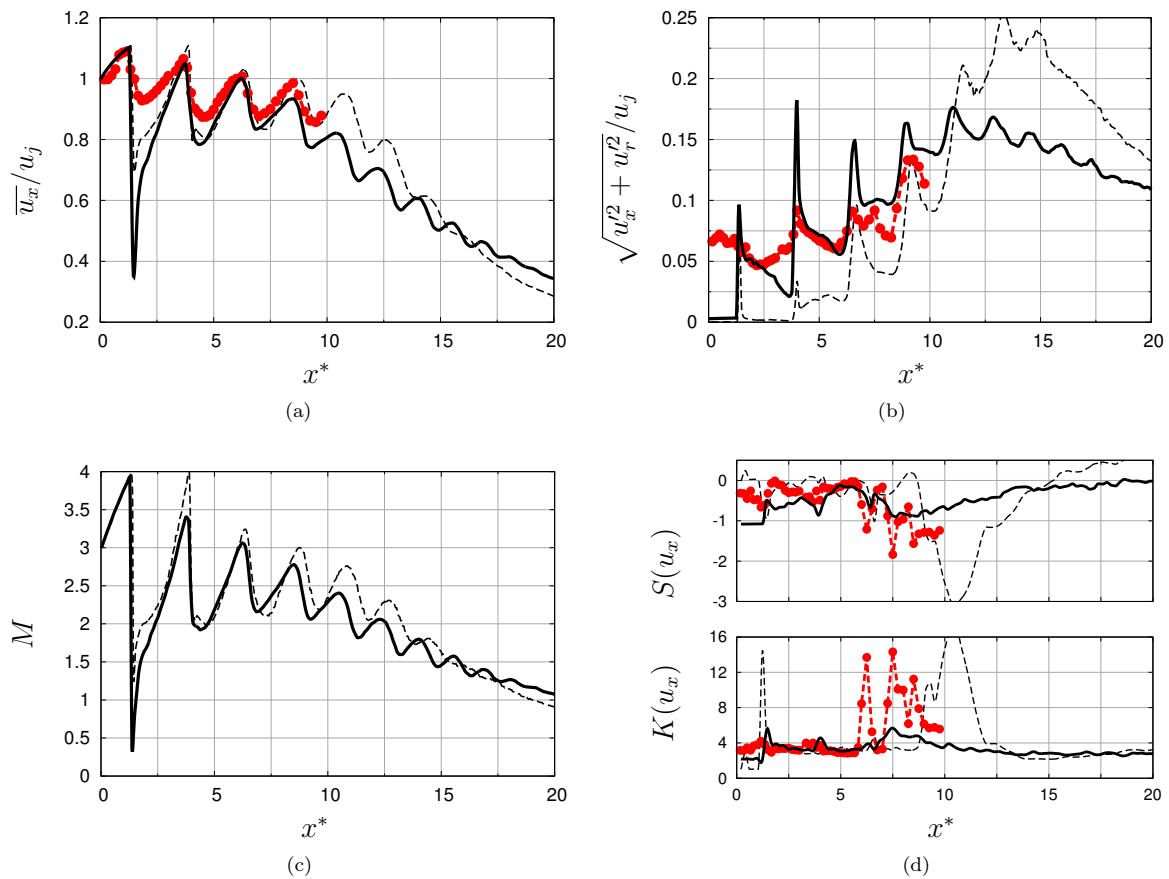 1.2
1
0.8
0.6
0.4
0.2
$\overline{u_x}/u_j$
0 5 10 15 20
$x^*$
(a)
0.25
0.2
0.15
0.1
0.05
0
$\sqrt{u_x'^2 + u_r'^2}/u_j$
0 5 10 15 20
$x^*$
(b)
4
3.5
3
2.5
2
1.5
1
0.5
0
$M$
0 5 10 15 20
$x^*$
(c)
0
-1
-2
-3
$S(u_x)$
16
12
8
4
0
$K(u_x)$
0 5 10 15 20
$x^*$
(d)